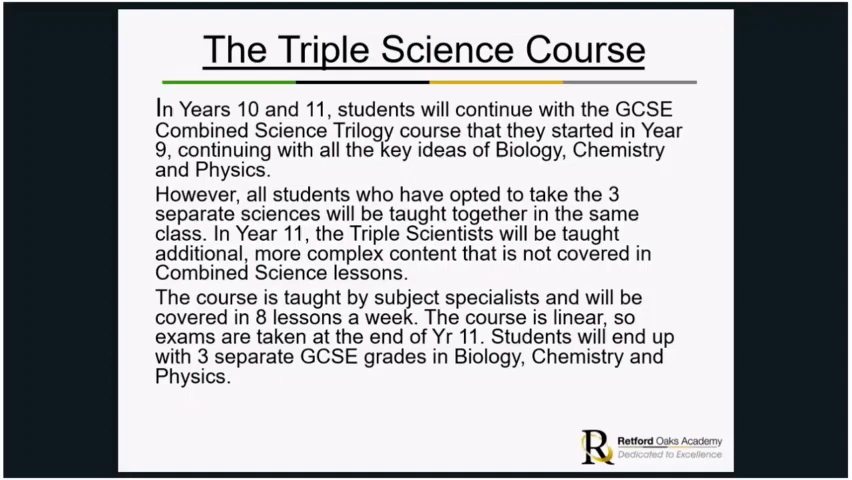 The Triple Science Course
In Years 10 and 11, students will continue with the GCSE
Combined Science Trilogy course that they started in Year
9, continuing with all the key ideas of Biology, Chemistry
and Physics.
However, all students who have opted to take the 3
separate sciences will be taught together in the same
class. In Year 11, the Triple Scientists will be taught
additional, more complex content that is not covered in
Combined Science lessons.
The course is taught by subject specialists and will be
covered in 8 lessons a week. The course is linear, so
exams are taken at the end of Yr 11. Students will end up
with 3 separate GCSE grades in Biology, Chemistry and
Physics.
Retford Oaks Academy
Dedicated to Excellence